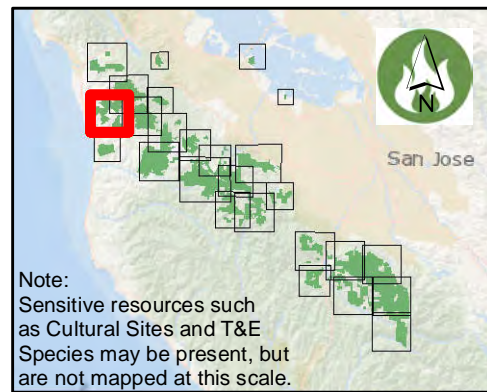 N
San Jose
Note:
Sensitive resources such
as Cultural Sites and T&E
Species may be present, but
are not mapped at this scale.